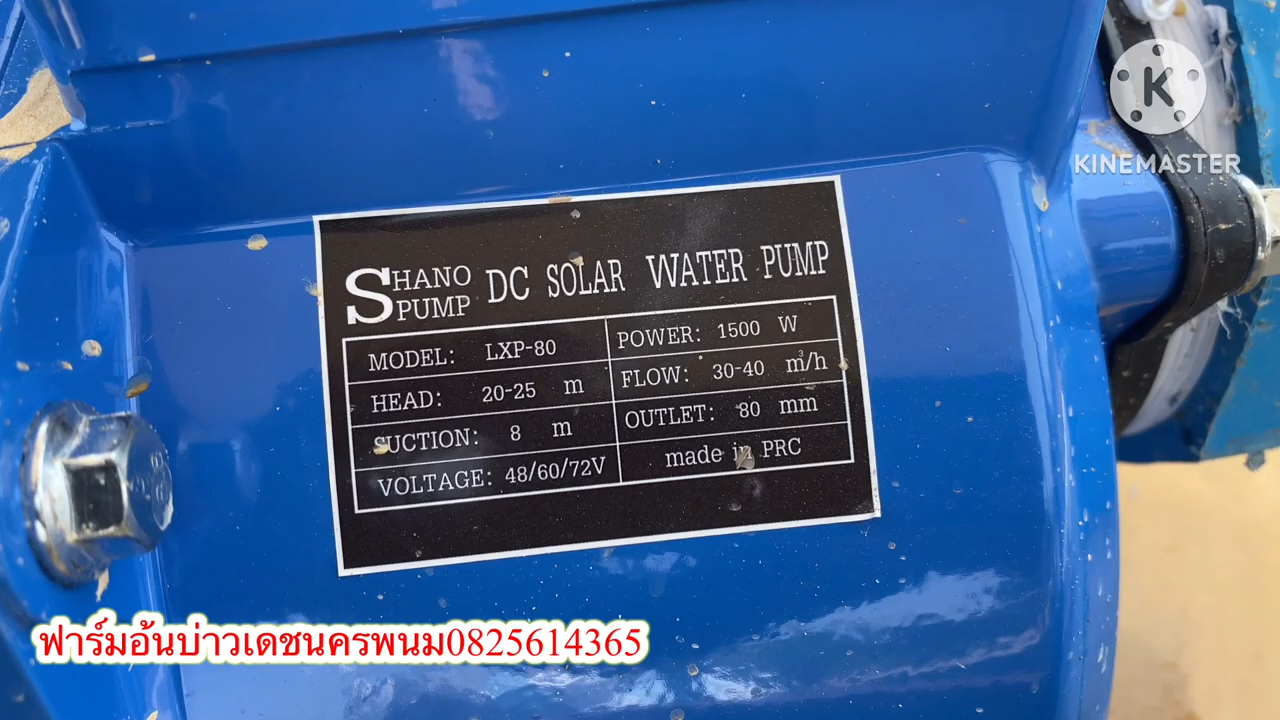 K
KINEMASTER
SHANO PUMP DC SOLAR WATER PUMP
MODEL: LXP-80
POWER: 1500 W
HEAD: 20-25 m
FLOW: 30-40 m³/h
SUCTION: 8 m
OUTLET: 80 mm
VOLTAGE: 48/60/72V
made in PRC
ฟาร์มอ้นบ่าวเดชนครพนม0825614365